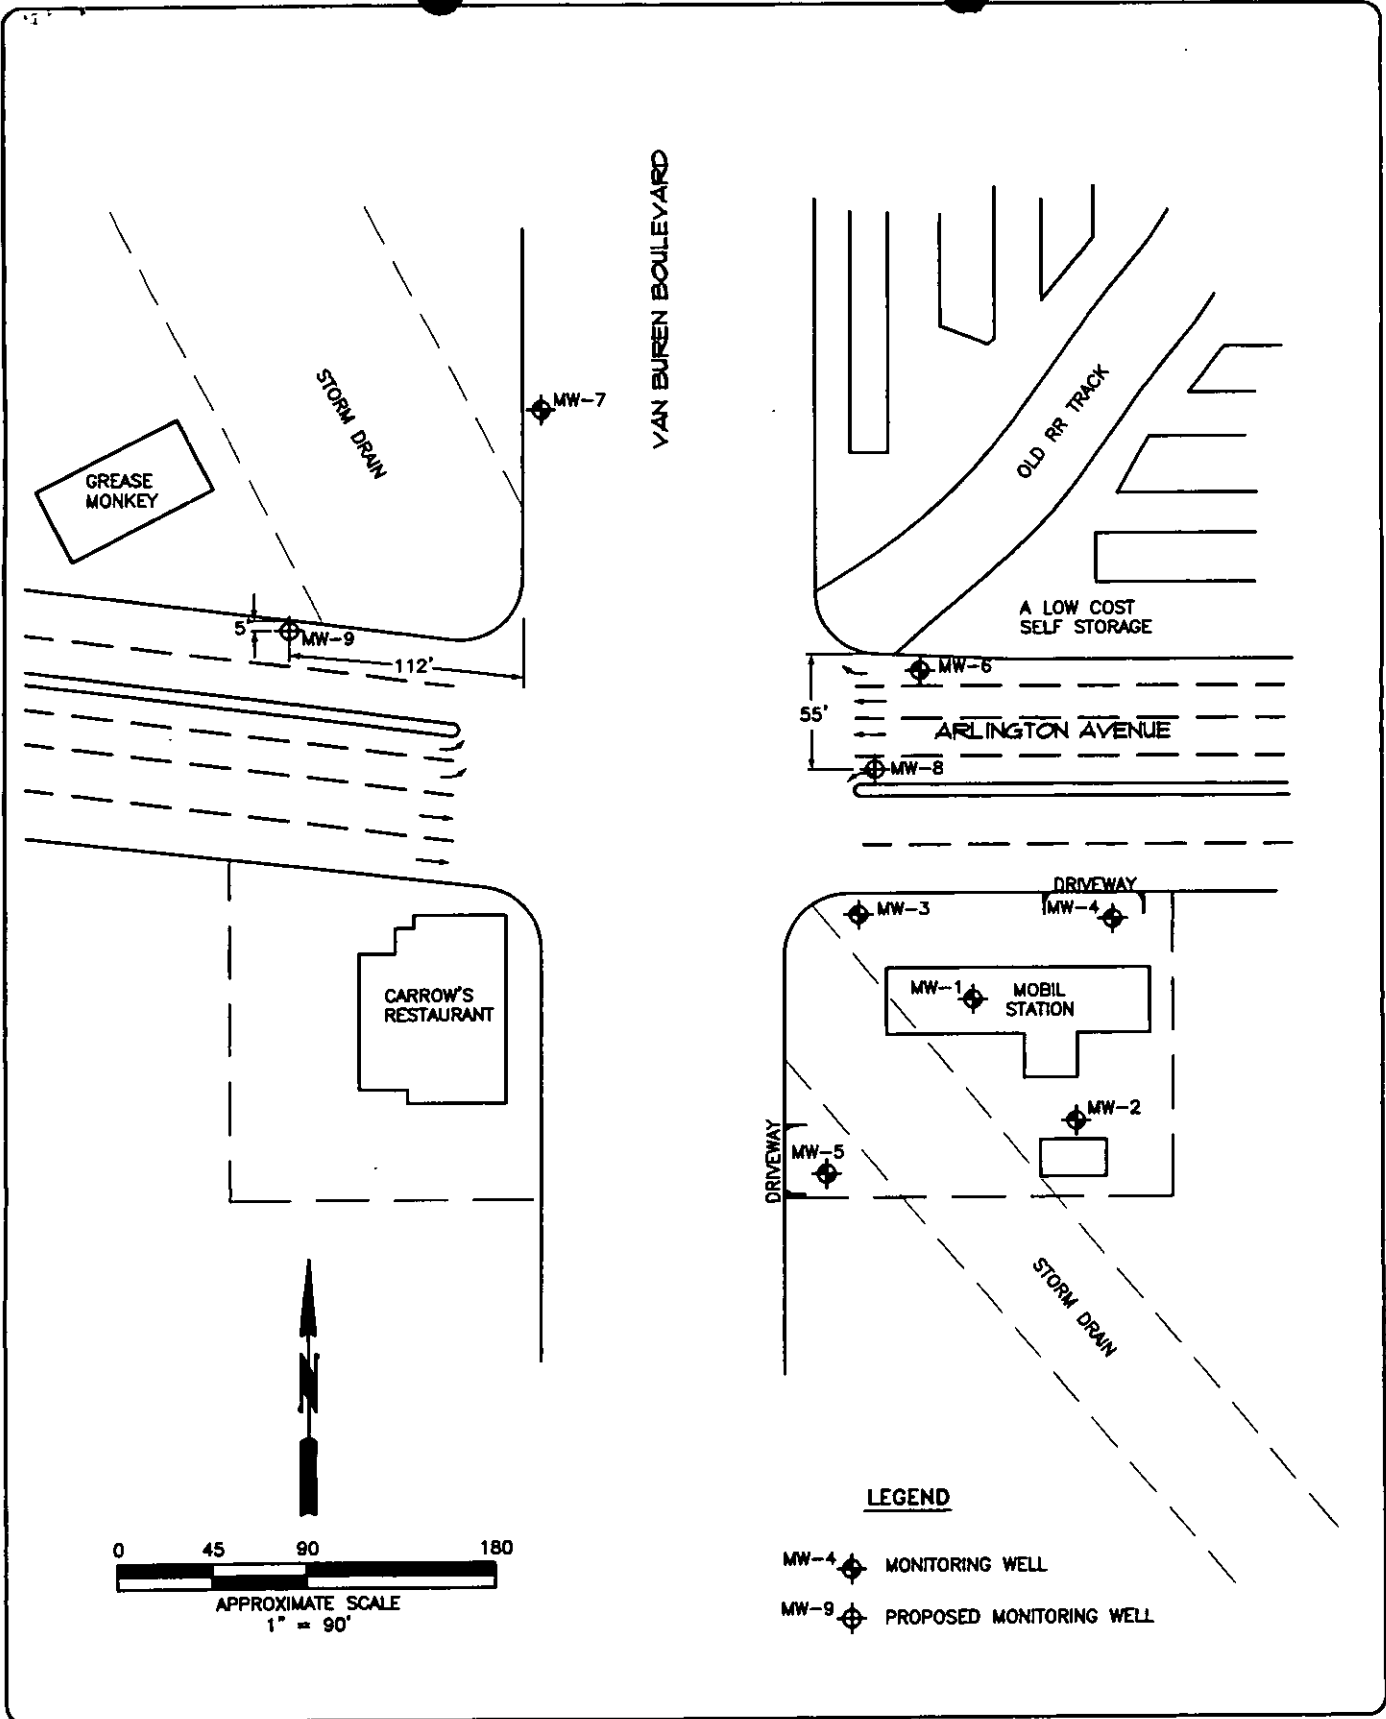 VAN BUREN BOULEVARD
STORM DRAIN
MW-7
OLD RR TRACK
GREASE
MONKEY
A LOW COST
SELF STORAGE
5'
MW-9
112'
MW-6
55'
ARLINGTON AVENUE
MW-8
DRIVEWAY
MW-3
MW-4
CARROW'S
RESTAURANT
MW-1
MOBIL
STATION
MW-2
DRIVEWAY
MW-5
STORM DRAIN
N
LEGEND
0 45 90 180
APPROXIMATE SCALE
1" = 90'
MW-4 MONITORING WELL
MW-9 PROPOSED MONITORING WELL